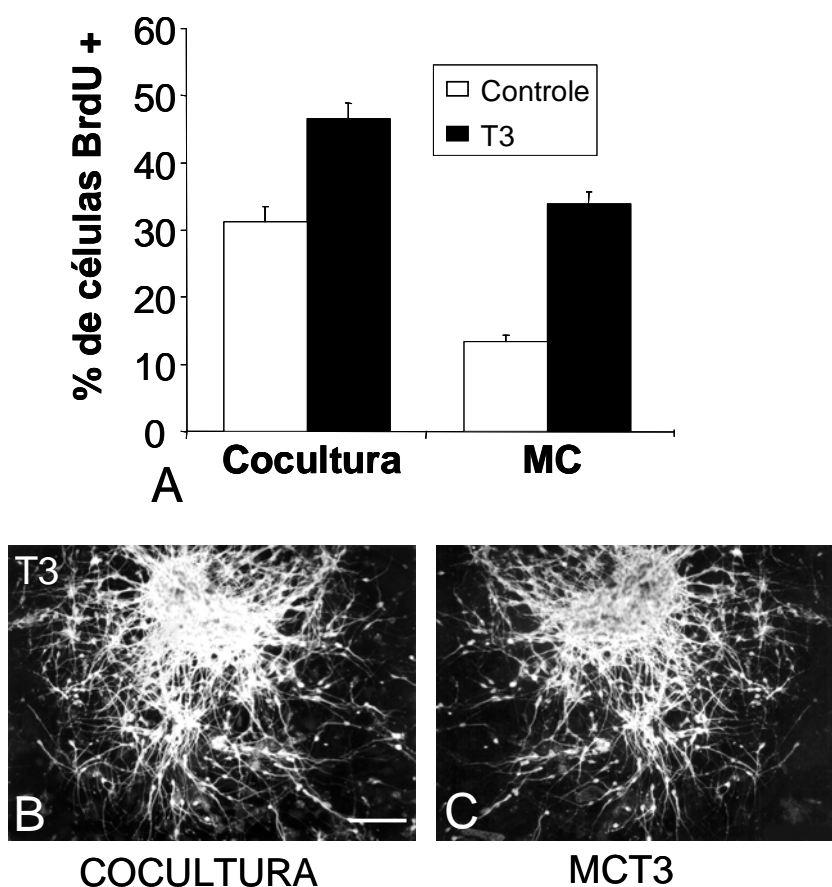 60
50
40
30
20
10
0
% de células BrdU +
Controle
T3
Cocultura
MC
A
T3
B
C
COCULTURA
MCT3